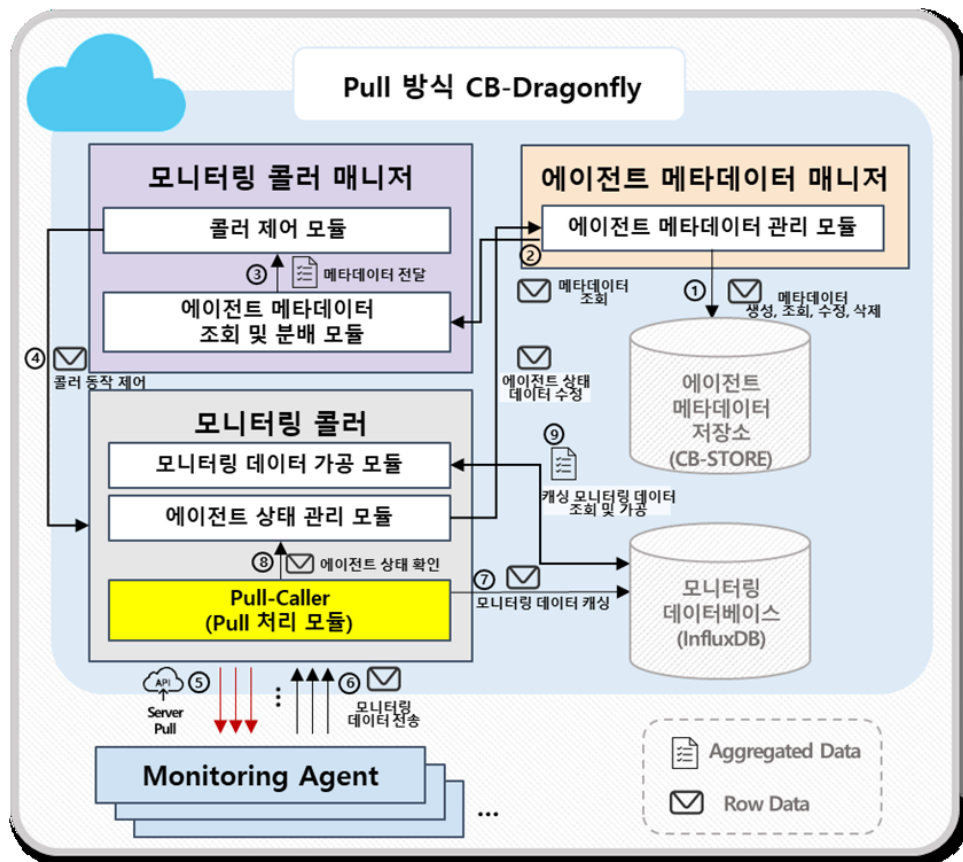 Pull 방식 CB-Dragonfly
모니터링 콜러 매니저
콜러 제어 모듈
③
메타데이터 전달
에이전트 메타데이터
조회 및 분배 모듈
에이전트 메타데이터 매니저
에이전트 메타데이터 관리 모듈
②
메타데이터
조회
①
메타데이터
생성, 조회, 수정, 삭제
④
콜러 동작 제어
에이전트 상태
데이터 수정
에이전트
메타데이터
저장소
(CB-STORE)
모니터링 콜러
모니터링 데이터 가공 모듈
에이전트 상태 관리 모듈
⑧
에이전트 상태 확인
Pull-Caller
(Pull 처리 모듈)
⑨
캐싱 모니터링 데이터
조회 및 가공
⑦
모니터링 데이터 캐싱
모니터링
데이터베이스
(InfluxDB)
API
Server
Pull
⑤
⋮
⑥
모니터링
데이터 전송
Monitoring Agent
...
Aggregated Data
Row Data